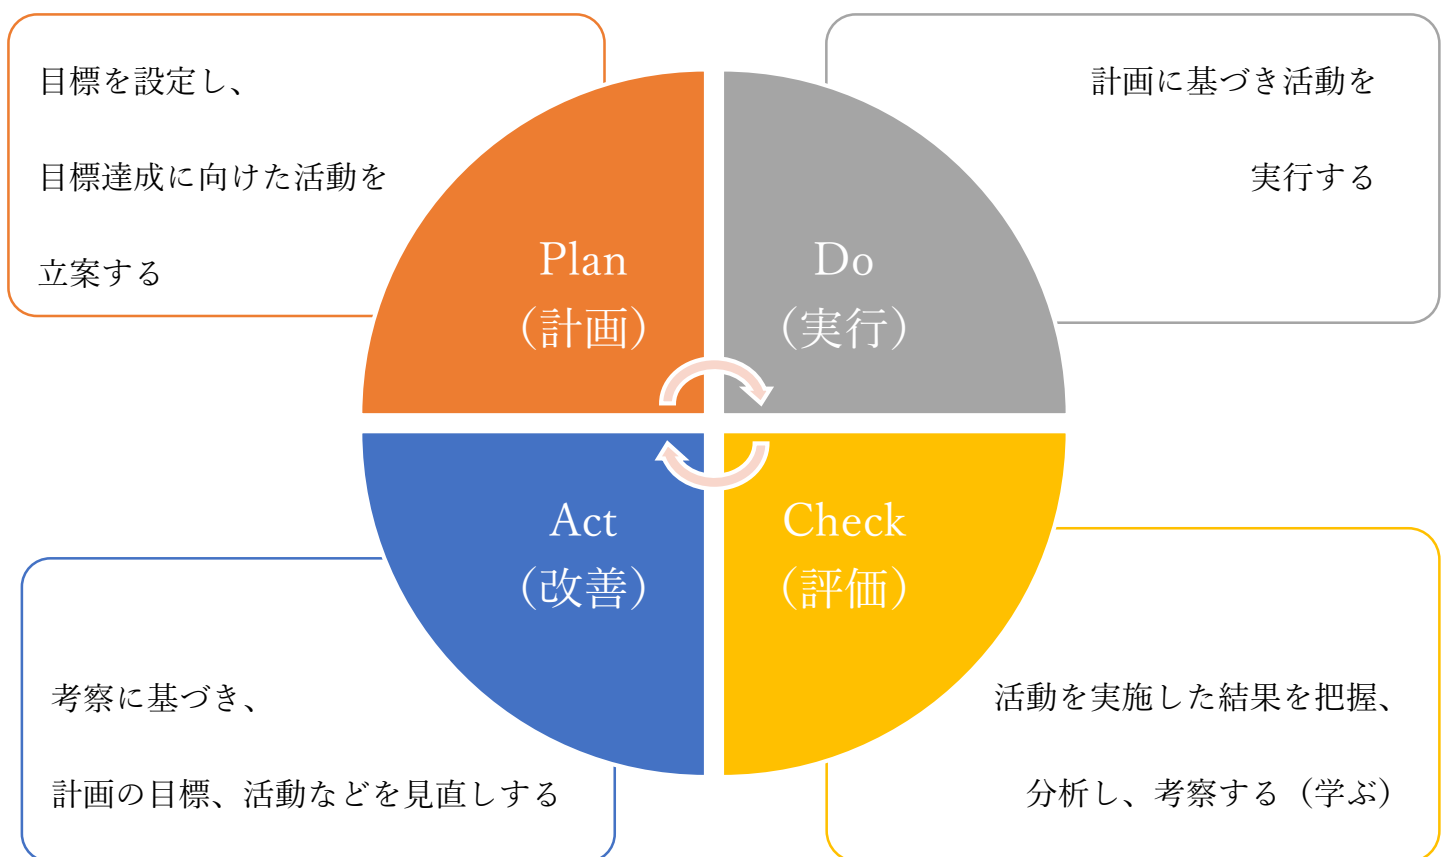 目標を設定し、
目標達成に向けた活動を
立案する
計画に基づき活動を
実行する
Plan
（計画）
Do
（実行）
Act
（改善）
Check
（評価）
考察に基づき、
計画の目標、活動などを見直しする
活動を実施した結果を把握、
分析し、考察する（学ぶ）